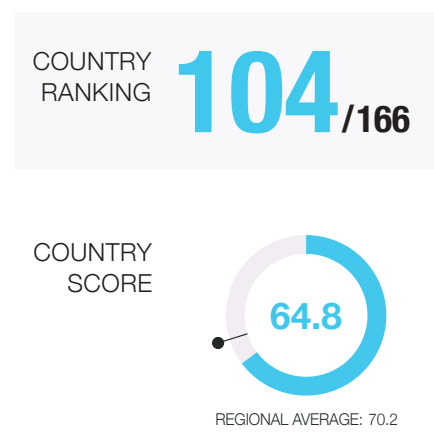 COUNTRY
RANKING
104/166
COUNTRY
SCORE
64.8
REGIONAL AVERAGE: 70.2